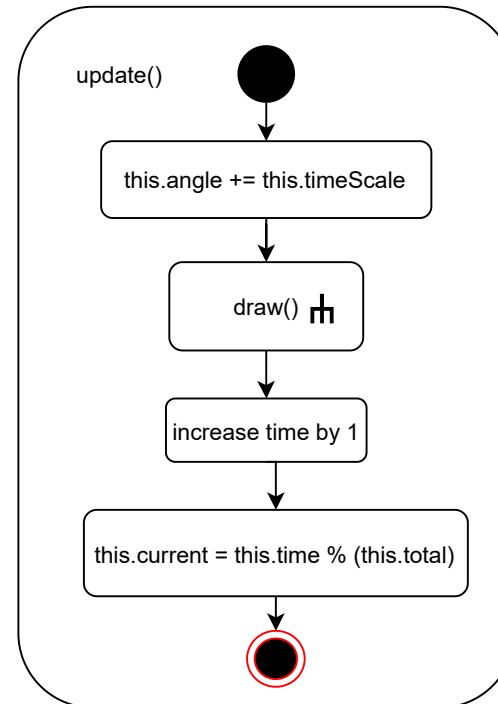 update()
this.angle += this.timeScale
draw()
increase time by 1
this.current = this.time % (this.total)